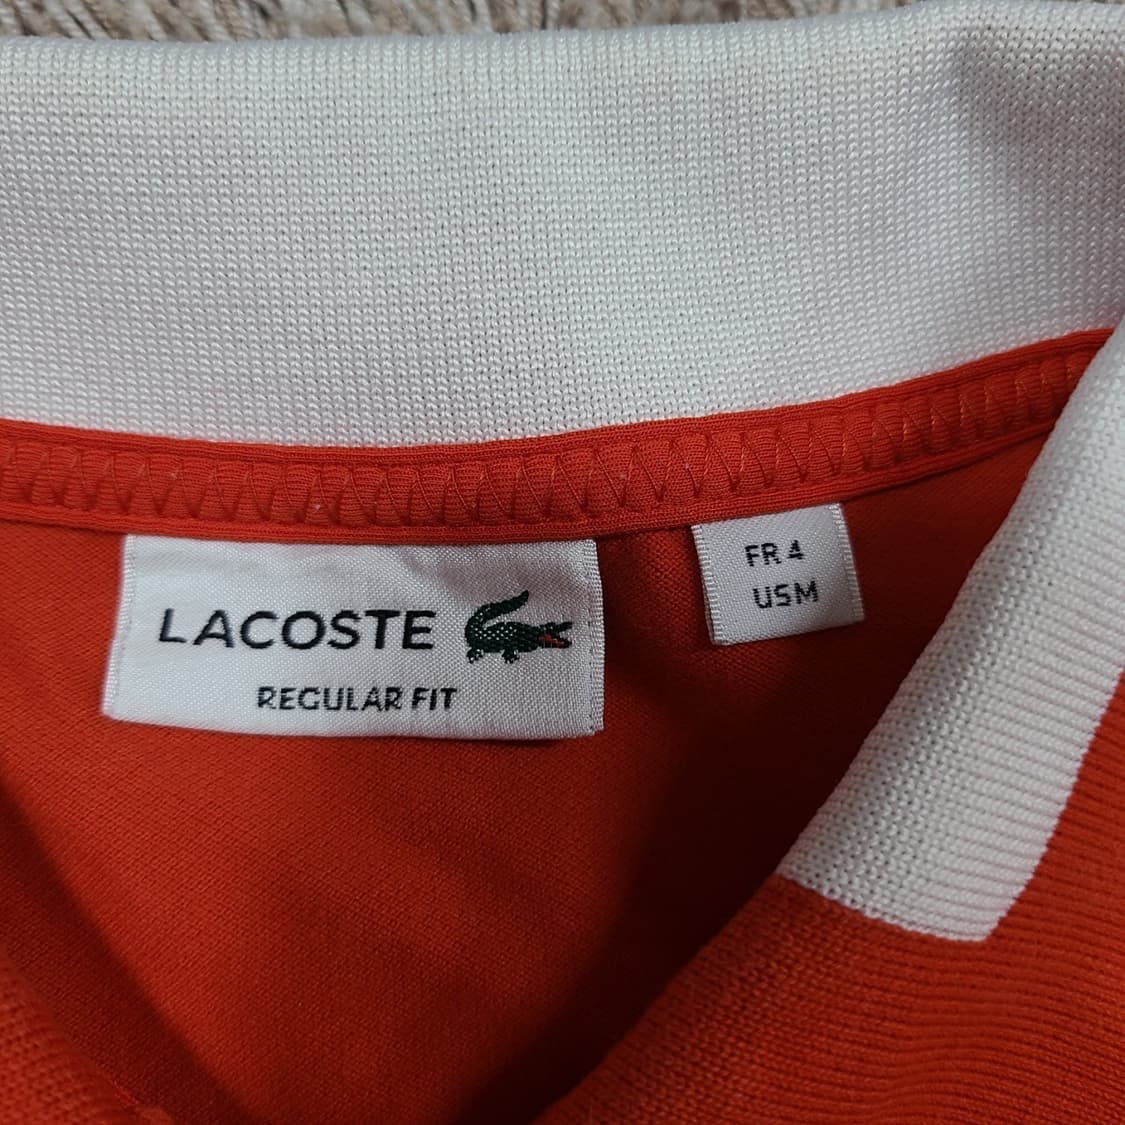 LACOSTE
REGULAR FIT
FR 4
USM